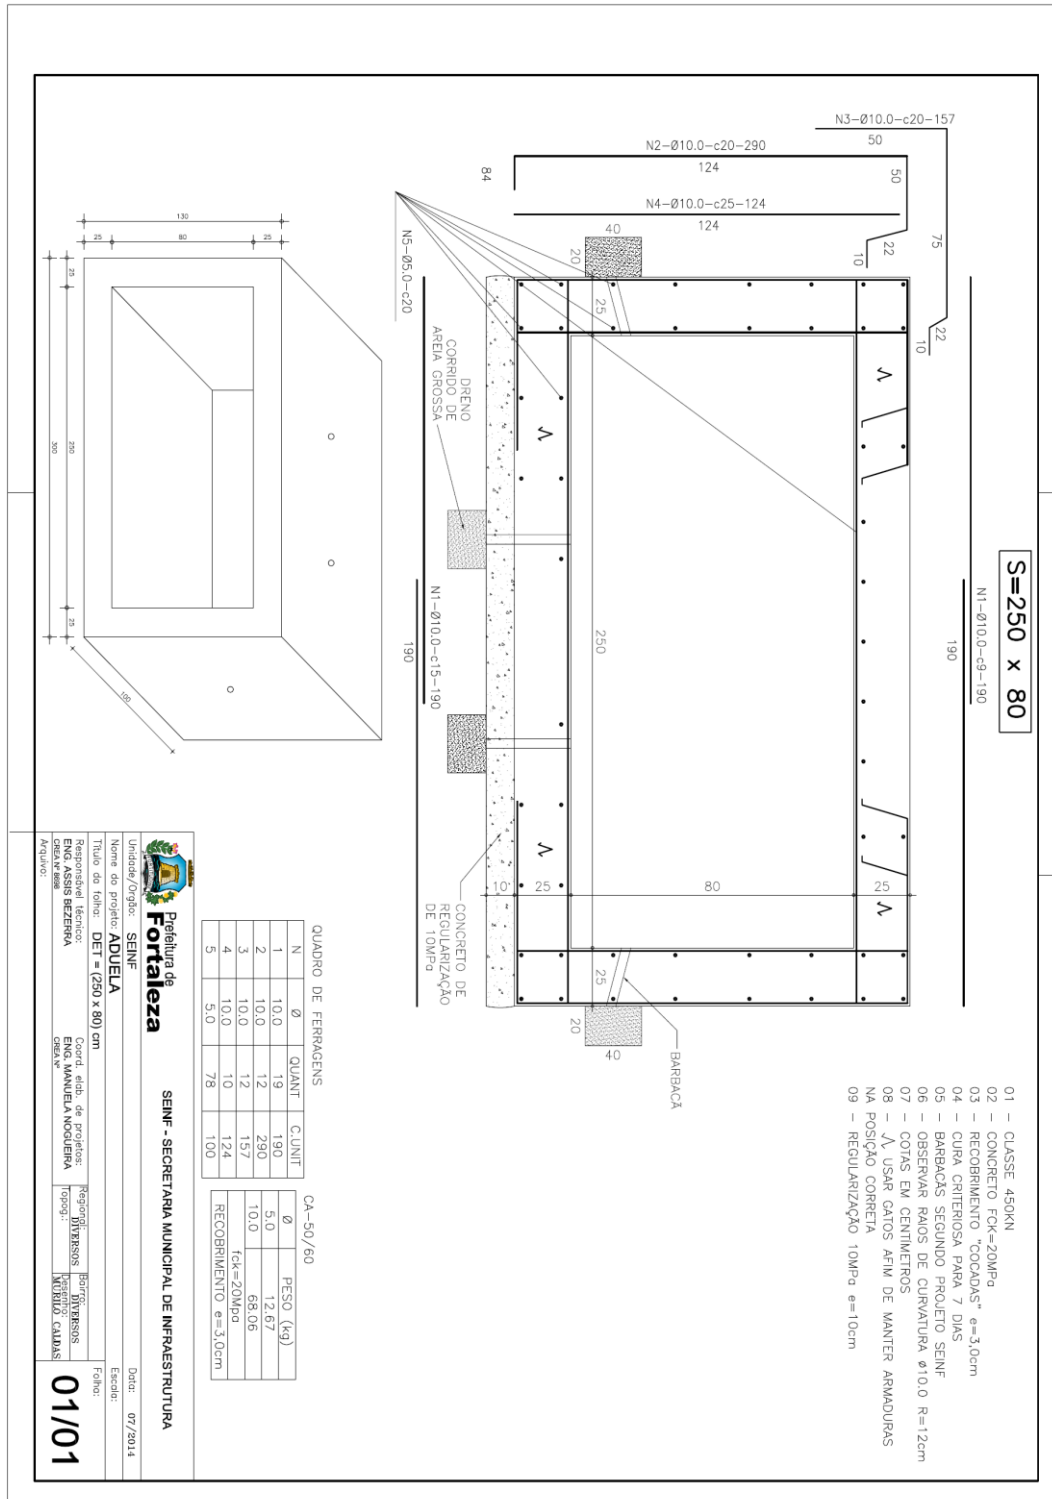 S=250 x 80
N1-Ø10.0-c9-190
190
N3-Ø10.0-c20-157
50
50
75
22
10
22
10
N2-Ø10.0-c20-290
124
84
N4-Ø10.0-c25-124
124
40
20
25
250
25
20
40
25
80
25
10
BARBACÃ
N5-Ø5.0-c20
DRENO
CORRIDO DE
AREIA GROSSA
N1-Ø10.0-c15-190
190
CONCRETO DE
REGULARIZAÇÃO
DE 10MPa
01 - CLASSE 450KN
02 - CONCRETO FCK=20MPa
03 - RECOBRIMENTO "COCADAS" e=3,0cm
04 - CURA CRITERIOSA PARA 7 DIAS
05 - BARBACÃS SEGUNDO PROJETO SEINF
06 - OBSERVAR RAIOS DE CURVATURA Ø10.0 R=12cm
07 - COTAS EM CENTÍMETROS
08 - USAR GATOS AFIM DE MANTER ARMADURAS
NA POSIÇÃO CORRETA
09 - REGULARIZAÇÃO 10MPa e=10cm
130
25 80 25
25 250 25
300
100
QUADRO DE FERRAGENS
N Ø QUANT C.UNIT
1 10.0 19 190
2 10.0 12 290
3 10.0 12 157
4 10.0 10 124
5 5.0 78 100
CA-50/60
Ø PESO (kg)
5.0 12.67
10.0 68.06
fck=20Mpa
RECOBRIMENTO e=3,0cm
Prefeitura de
Fortaleza
SEINF - SECRETARIA MUNICIPAL DE INFRAESTRUTURA
Unidade/Orgão: SEINF
Data: 07/2014
Nome do projeto: ADUELA
Escala:
Título da folha: DET = (250 x 80) cm
Folha:
01/01
Responsável técnico:
ENG. ASSIS BEZERRA
Coord. elab. de projetos:
ENG. MANUELA NOGUEIRA
CREA Nº
Regional:
DIVERSOS
Bairro:
DIVERSOS
Topog.:
Desenho:
MURILO CALDAS
Arquivo: